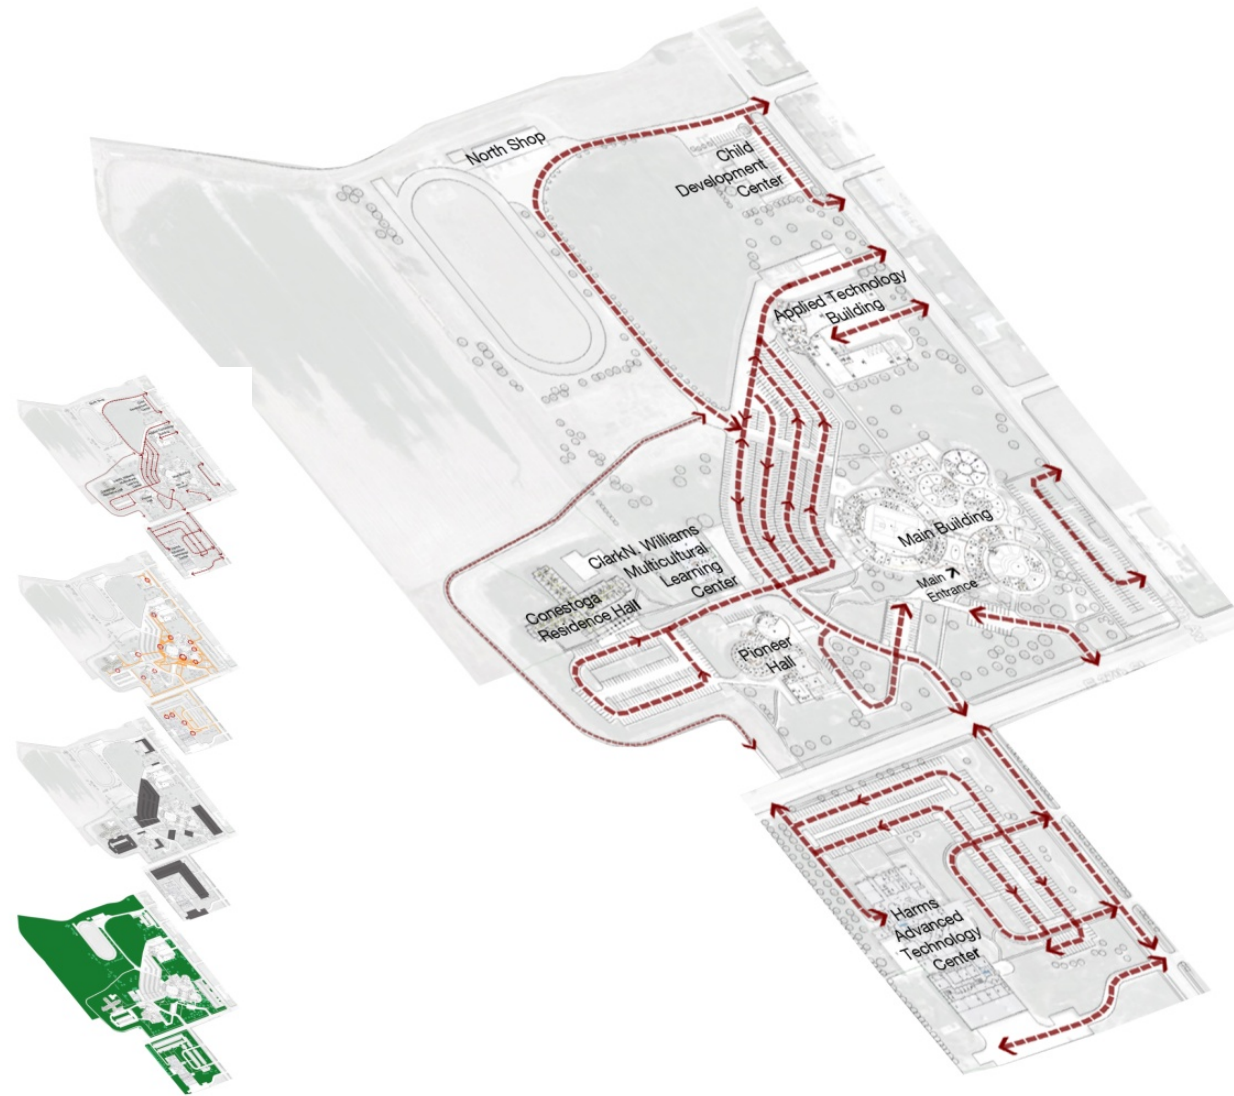 North Shop
Child
Development
Center
Applied Technology
Building
Main Building
Main
Entrance
ClarkN. Williams
Multicultural
Learning
Center
Conestoga
Residence Hall
Pioneer
Hall
Harms
Advanced
Technology
Center